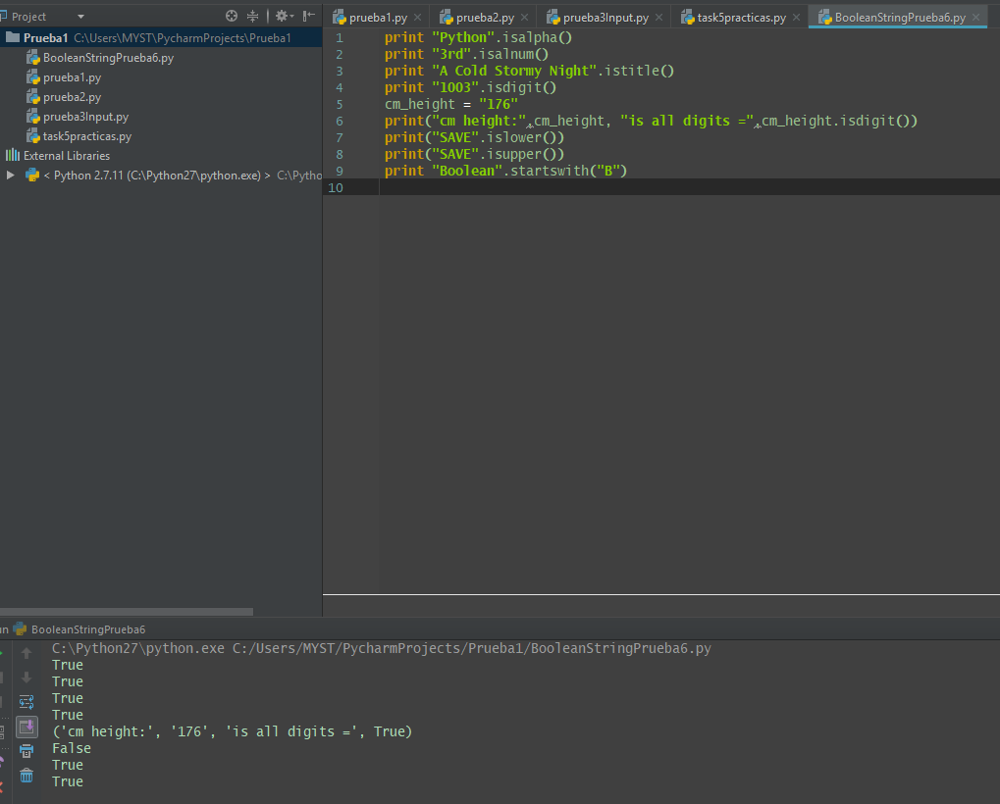 Project
Prueba1 C:\Users\MYST\PycharmProjects\Prueba1
BooleanStringPrueba6.py
prueba1.py
prueba2.py
prueba3Input.py
task5practicas.py
External Libraries
< Python 2.7.11 (C:\Python27\python.exe) > C:\Pytho
prueba1.py prueba2.py prueba3Input.py task5practicas.py BooleanStringPrueba6.py
1 print "Python".isalpha()
2 print "3rd".isalnum()
3 print "A Cold Stormy Night".istitle()
4 print "1003".isdigit()
5 cm_height = "176"
6 print("cm height:",cm_height, "is all digits =",cm_height.isdigit())
7 print("SAVE".islower())
8 print("SAVE".isupper())
9 print "Boolean".startswith("B")
10
un BooleanStringPrueba6
C:\Python27\python.exe C:/Users/MYST/PycharmProjects/Prueba1/BooleanStringPrueba6.py
True
True
True
True
('cm height:', '176', 'is all digits =', True)
False
True
True